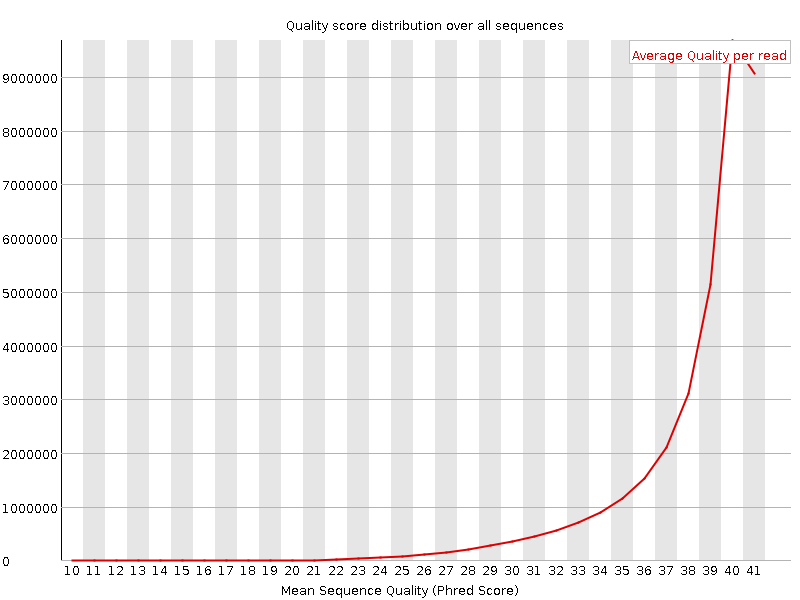 Quality score distribution over all sequences
Average Quality per read
9000000
8000000
7000000
6000000
5000000
4000000
3000000
2000000
1000000
0
10 11 12 13 14 15 16 17 18 19 20 21 22 23 24 25 26 27 28 29 30 31 32 33 34 35 36 37 38 39 40 41
Mean Sequence Quality (Phred Score)